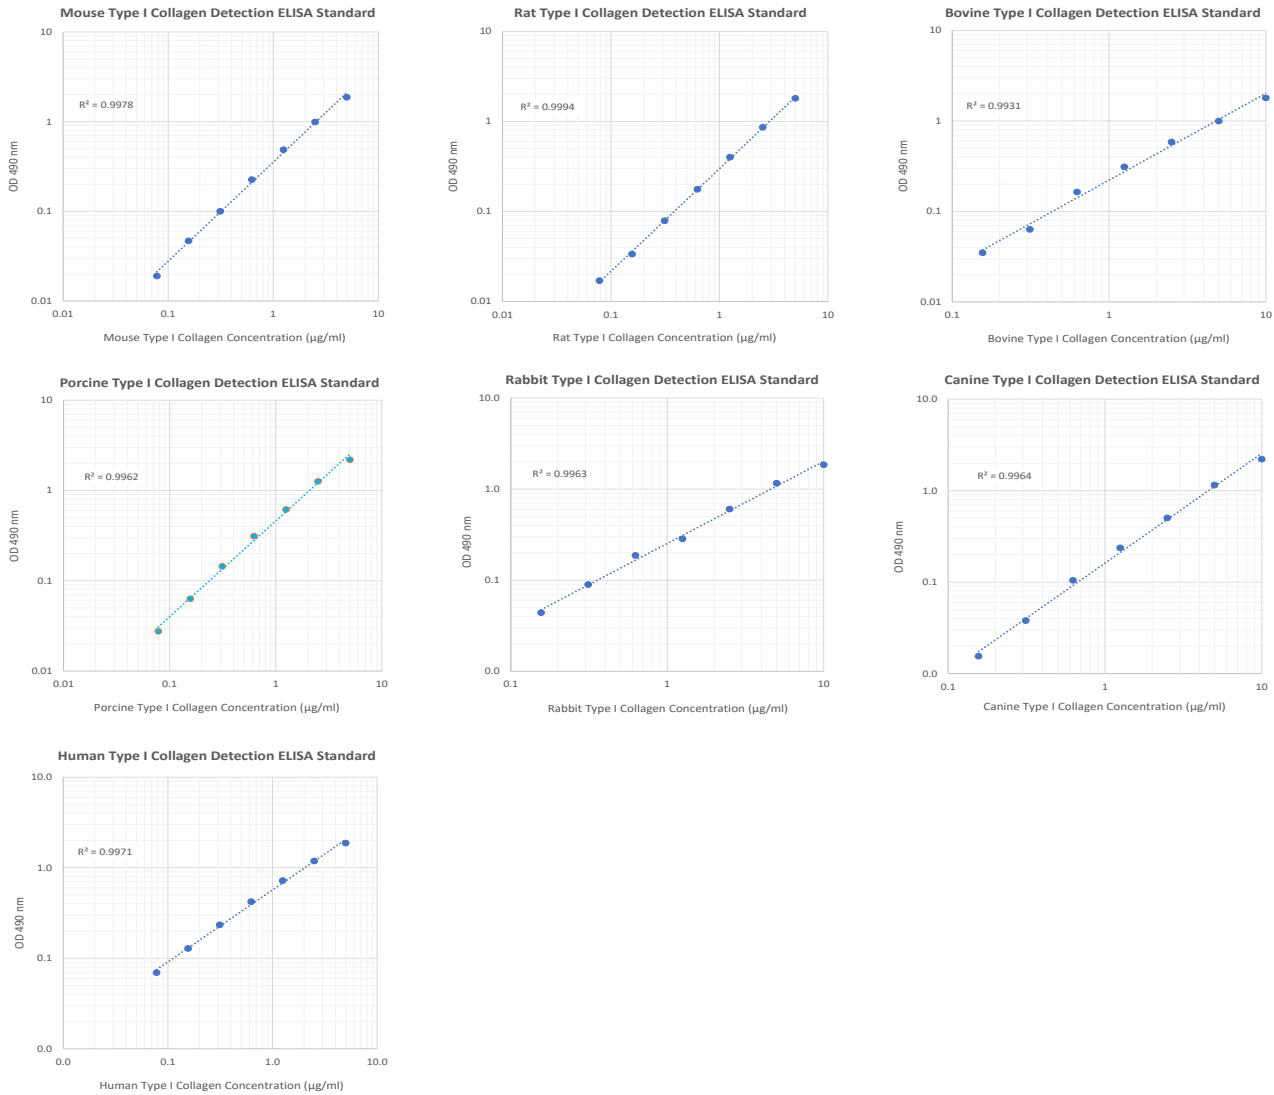 Mouse Type I Collagen Detection ELISA Standard
10
1
0.1
0.01
OD 490 nm
R² = 0.9978
0.01 0.1 1 10
Mouse Type I Collagen Concentration (µg/ml)
Rat Type I Collagen Detection ELISA Standard
10
1
0.1
0.01
OD 490 nm
R² = 0.9994
0.01 0.1 1 10
Rat Type I Collagen Concentration (µg/ml)
Bovine Type I Collagen Detection ELISA Standard
10
1
0.1
0.01
OD 490 nm
R² = 0.9931
0.1 1 10
Bovine Type I Collagen Concentration (µg/ml)
Porcine Type I Collagen Detection ELISA Standard
10
1
0.1
0.01
OD 490 nm
R² = 0.9962
0.01 0.1 1 10
Porcine Type I Collagen Concentration (µg/ml)
Rabbit Type I Collagen Detection ELISA Standard
10.0
1.0
0.1
0.0
OD 490 nm
R² = 0.9963
0.1 1 10
Rabbit Type I Collagen Concentration (µg/ml)
Canine Type I Collagen Detection ELISA Standard
10.0
1.0
0.1
0.0
OD 490 nm
R² = 0.9964
0.1 1 10
Canine Type I Collagen Concentration (µg/ml)
Human Type I Collagen Detection ELISA Standard
10.0
1.0
0.1
0.0
OD 490 nm
R² = 0.9971
0.0 0.1 1.0 10.0
Human Type I Collagen Concentration (µg/ml)